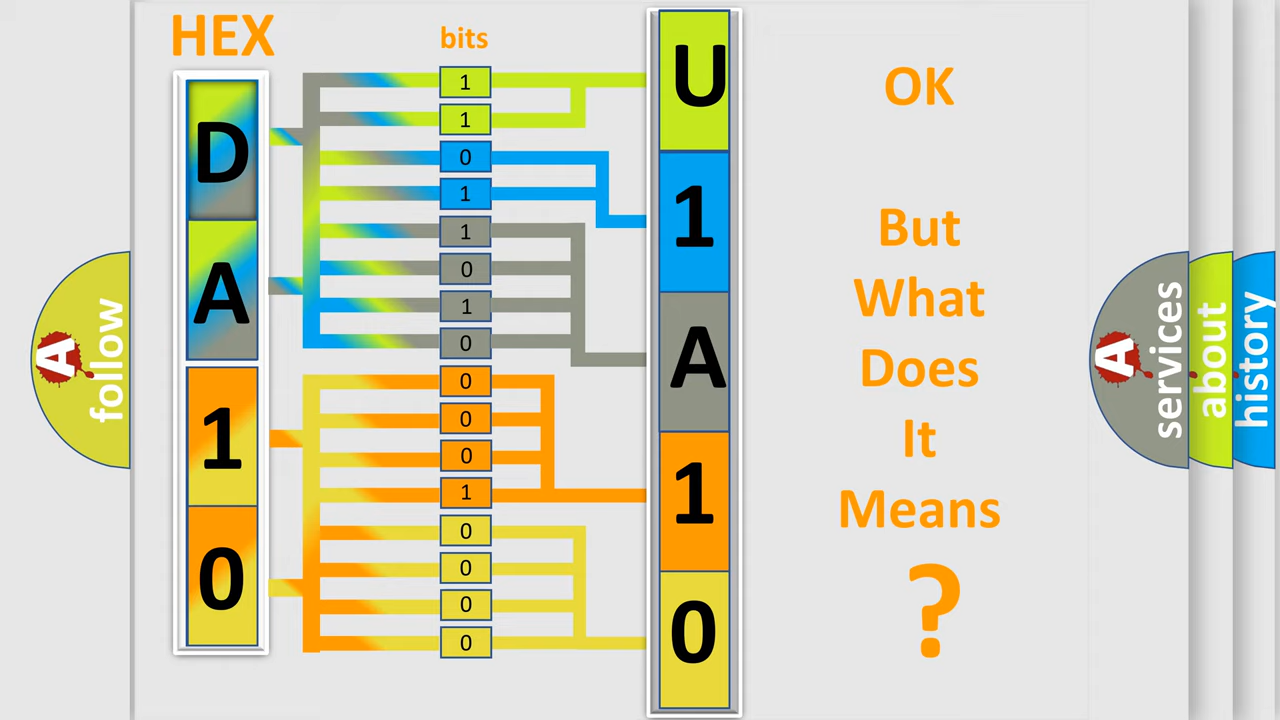 HEX
bits
D
A
1
0
1
1
0
1
1
0
1
0
0
0
0
1
0
0
0
0
U
1
A
1
0
OK
But
What
Does
It
Means
?
A
follow
A
services
about
history